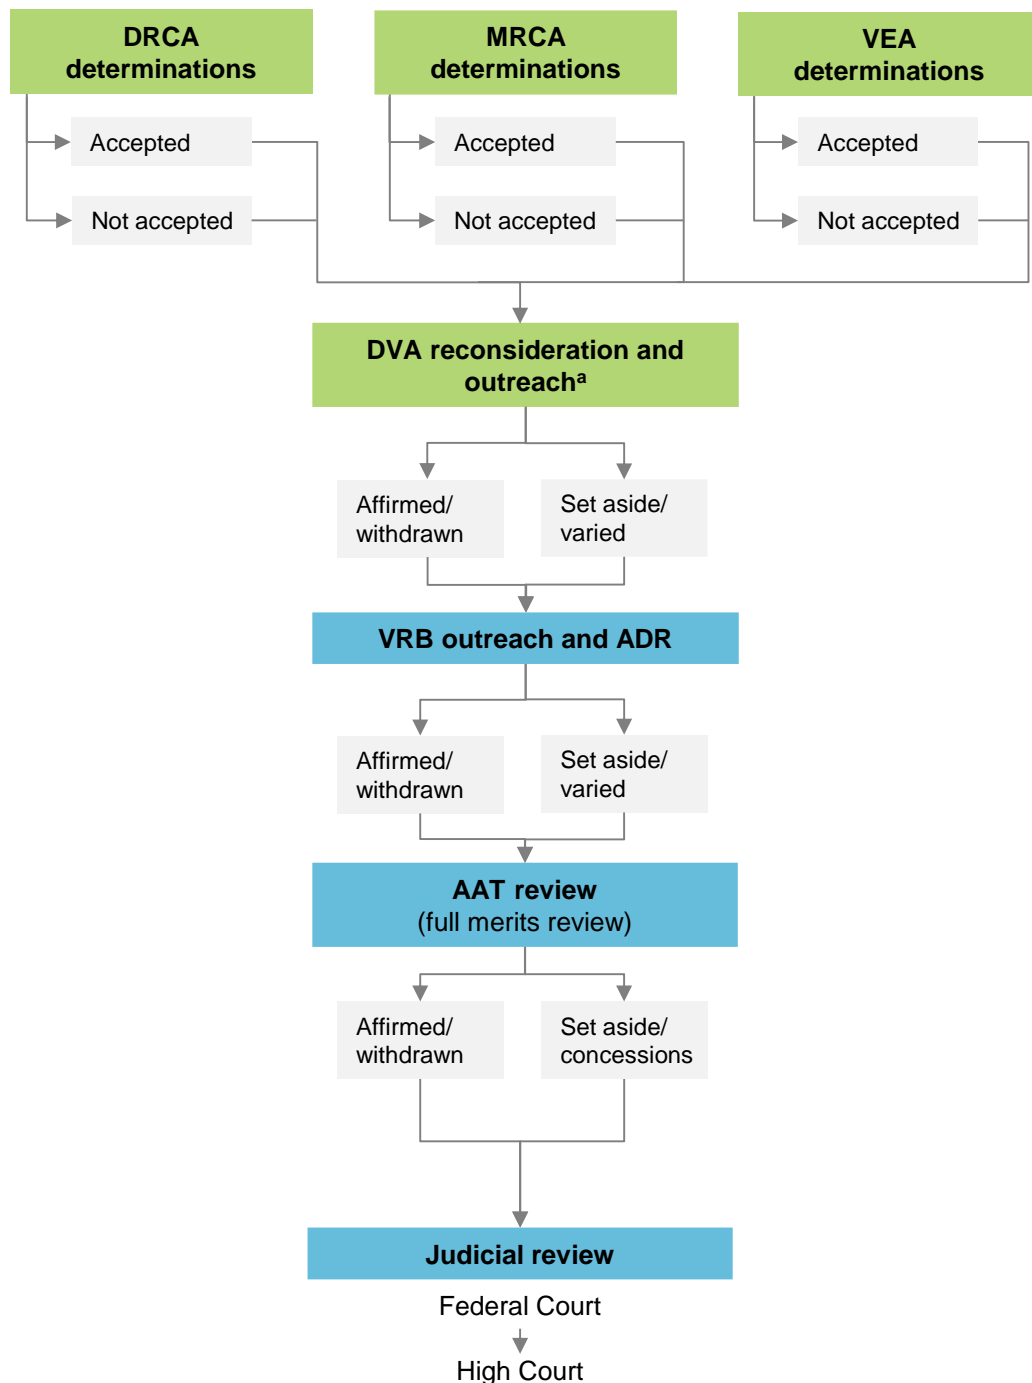 DRCA
determinations
Accepted
Not accepted
MRCA
determinations
Accepted
Not accepted
VEA
determinations
Accepted
Not accepted
DVA reconsideration and
outreachᵃ
Affirmed/
withdrawn
Set aside/
varied
VRB outreach and ADR
Affirmed/
withdrawn
Set aside/
varied
AAT review
(full merits review)
Affirmed/
withdrawn
Set aside/
concessions
Judicial review
Federal Court
High Court